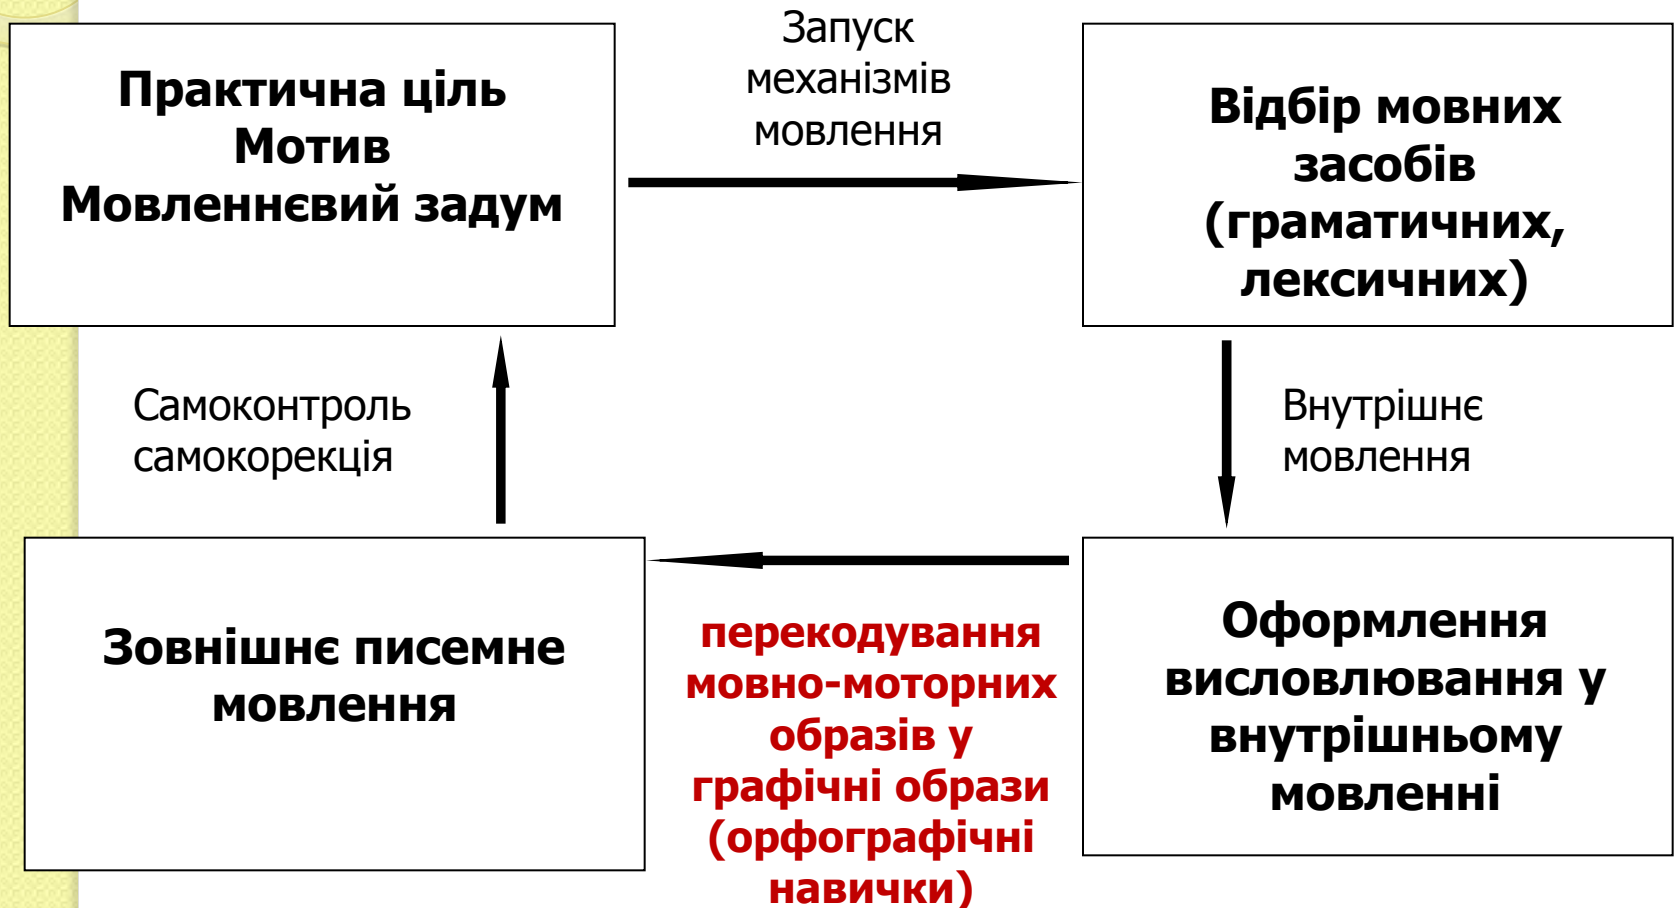 Практична ціль
Мотив
Мовленнєвий задум
Запуск
механізмів
мовлення
Відбір мовних
засобів
(граматичних,
лексичних)
Внутрішнє
мовлення
Оформлення
висловлювання у
внутрішньому
мовленні
перекодування
мовно-моторних
образів у
графічні образи
(орфографічні
навички)
Зовнішнє писемне
мовлення
Самоконтроль
самокорекція